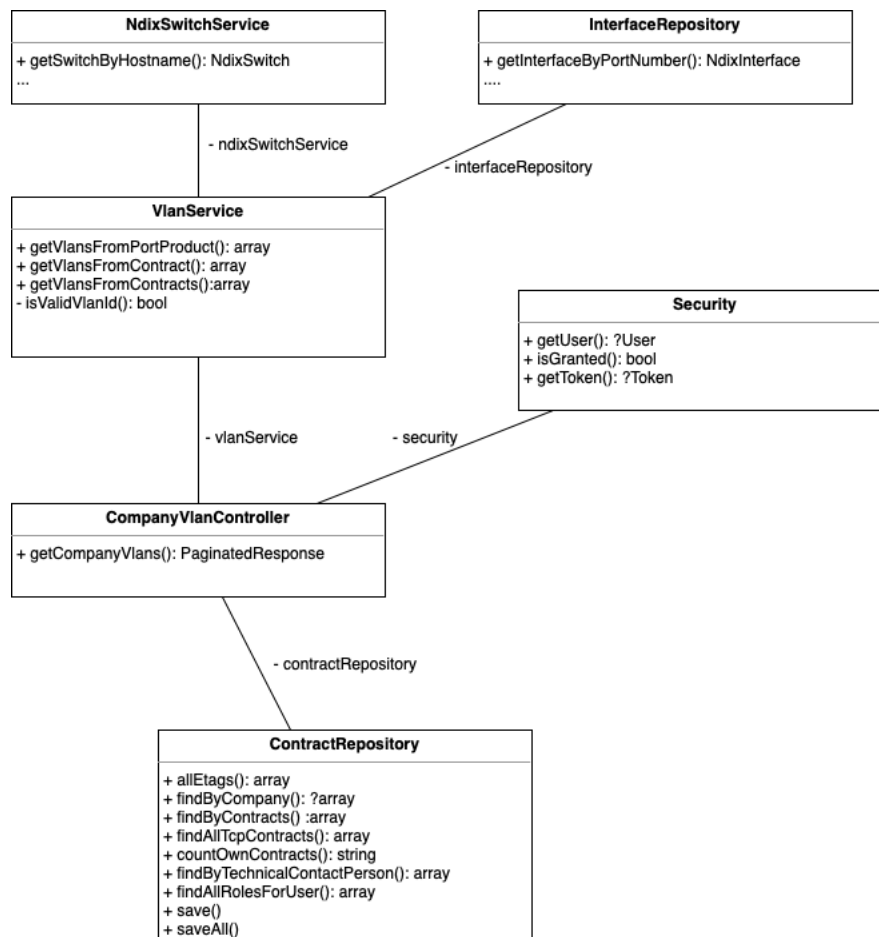 NdixSwitchService
+ getSwitchByHostname(): NdixSwitch
...
InterfaceRepository
+ getInterfaceByPortNumber(): NdixInterface
....
- ndixSwitchService
- interfaceRepository
VlanService
+ getVlansFromPortProduct(): array
+ getVlansFromContract(): array
+ getVlansFromContracts():array
- isValidVlanId(): bool
Security
+ getUser(): ?User
+ isGranted(): bool
+ getToken(): ?Token
- vlanService
- security
CompanyVlanController
+ getCompanyVlans(): PaginatedResponse
- contractRepository
ContractRepository
+ allEtags(): array
+ findByCompany(): ?array
+ findByContracts() :array
+ findAllTcpContracts(): array
+ countOwnContracts(): string
+ findByTechnicalContactPerson(): array
+ findAllRolesForUser(): array
+ save()
+ saveAll()